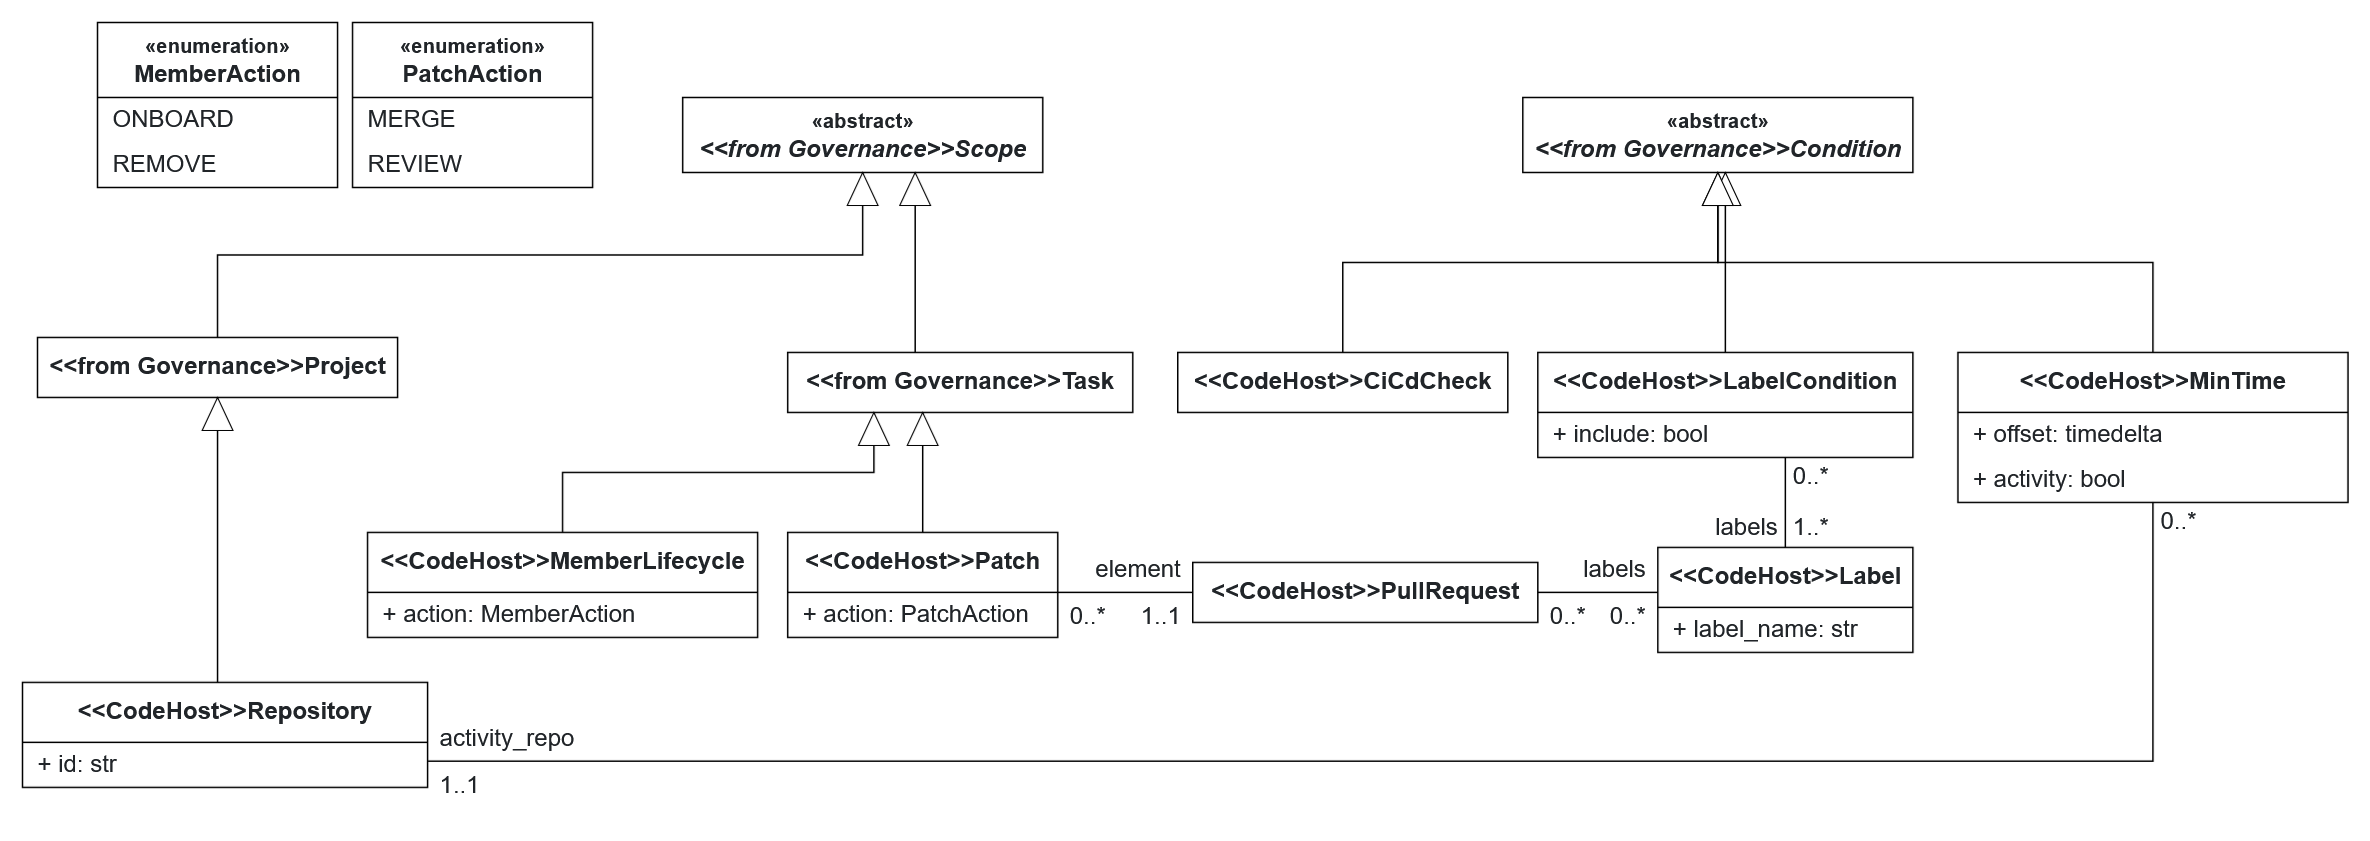 «enumeration»
MemberAction
ONBOARD
REMOVE
«enumeration»
PatchAction
MERGE
REVIEW
«abstract»
<<from Governance>>Scope
«abstract»
<<from Governance>>Condition
<<from Governance>>Project
<<from Governance>>Task
<<CodeHost>>CiCdCheck
<<CodeHost>>LabelCondition
+ include: bool
<<CodeHost>>MinTime
+ offset: timedelta
+ activity: bool
0..*
labels
1..*
0..*
<<CodeHost>>MemberLifecycle
+ action: MemberAction
<<CodeHost>>Patch
+ action: PatchAction
element
0..*
1..1
<<CodeHost>>PullRequest
labels
0..*
0..*
<<CodeHost>>Label
+ label_name: str
<<CodeHost>>Repository
+ id: str
activity_repo
1..1